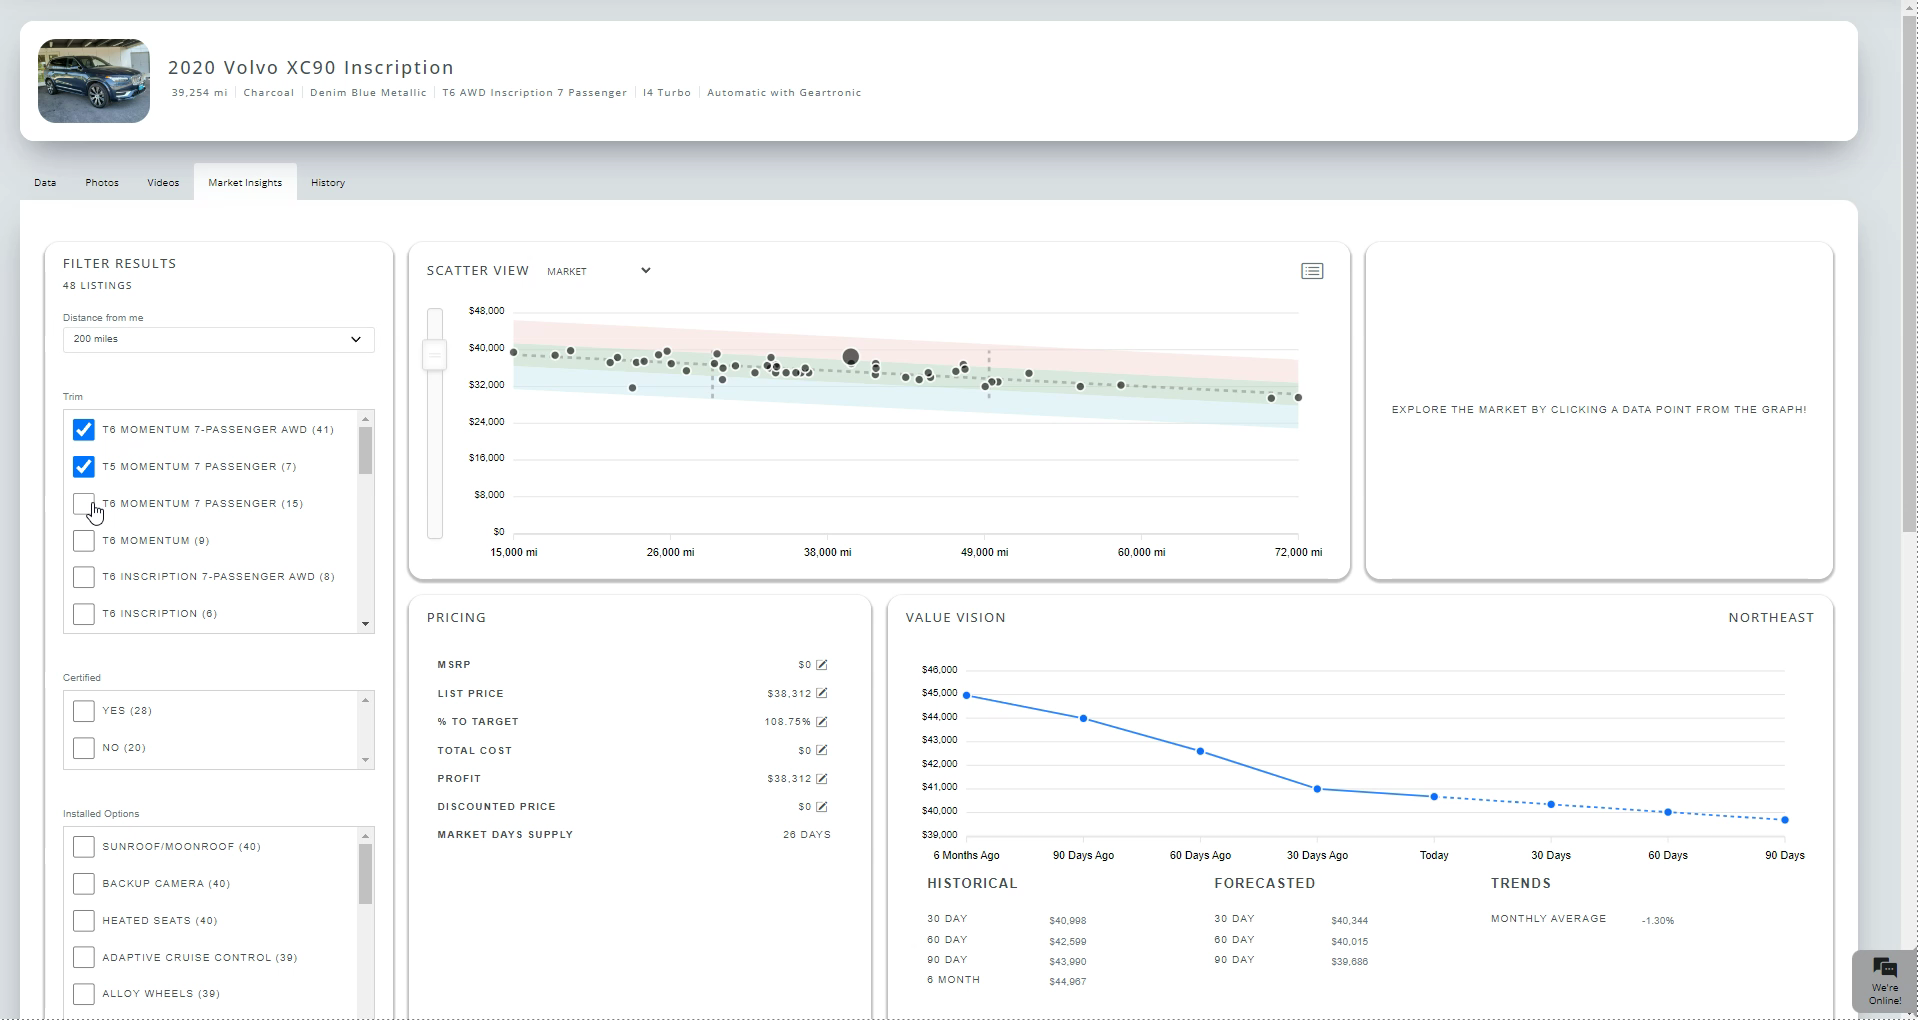 2020 Volvo XC90 Inscription
39,254 mi Charcoal Denim Blue Metallic T6 AWD Inscription 7 Passenger I4 Turbo Automatic with Geartronic
Data Photos Videos Market Insights History
FILTER RESULTS
48 LISTINGS
Distance from me
200 miles
Trim
T6 MOMENTUM 7-PASSENGER AWD (41)
T5 MOMENTUM 7 PASSENGER (7)
T6 MOMENTUM 7 PASSENGER (15)
T6 MOMENTUM (9)
T6 INSCRIPTION 7-PASSENGER AWD (8)
T6 INSCRIPTION (6)
Certified
YES (28)
NO (20)
Installed Options
SUNROOF/MOONROOF (40)
BACKUP CAMERA (40)
HEATED SEATS (40)
ADAPTIVE CRUISE CONTROL (39)
ALLOY WHEELS (39)
SCATTER VIEW MARKET
$48,000
$40,000
$32,000
$24,000
$16,000
$8,000
$0
15,000 mi 26,000 mi 38,000 mi 49,000 mi 60,000 mi 72,000 mi
EXPLORE THE MARKET BY CLICKING A DATA POINT FROM THE GRAPH!
PRICING
MSRP $0
LIST PRICE $38,312
% TO TARGET 108.75%
TOTAL COST $0
PROFIT $38,312
DISCOUNTED PRICE $0
MARKET DAYS SUPPLY 26 DAYS
VALUE VISION NORTHEAST
$46,000
$45,000
$44,000
$43,000
$42,000
$41,000
$40,000
$39,000
6 Months Ago 90 Days Ago 60 Days Ago 30 Days Ago Today 30 Days 60 Days 90 Days
HISTORICAL FORECASTED TRENDS
30 DAY $40,998 30 DAY $40,344 MONTHLY AVERAGE -1.30%
60 DAY $42,599 60 DAY $40,015
90 DAY $43,990 90 DAY $39,686
6 MONTH $44,967
We're
Online!